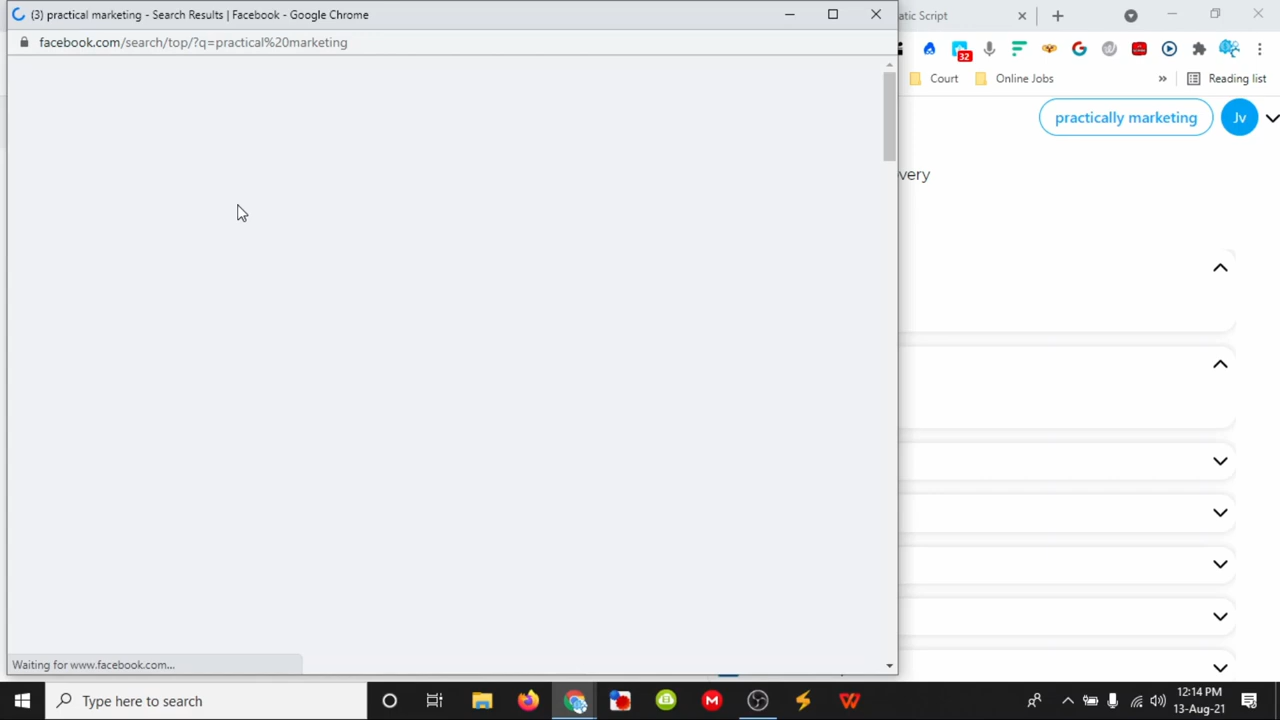 (3) practical marketing - Search Results | Facebook - Google Chrome
atic Script
facebook.com/search/top/?q=practical%20marketing
32
Court
Online Jobs
»
Reading list
practically marketing
Jv
very
Waiting for www.facebook.com...
Type here to search
12:14 PM
13-Aug-21